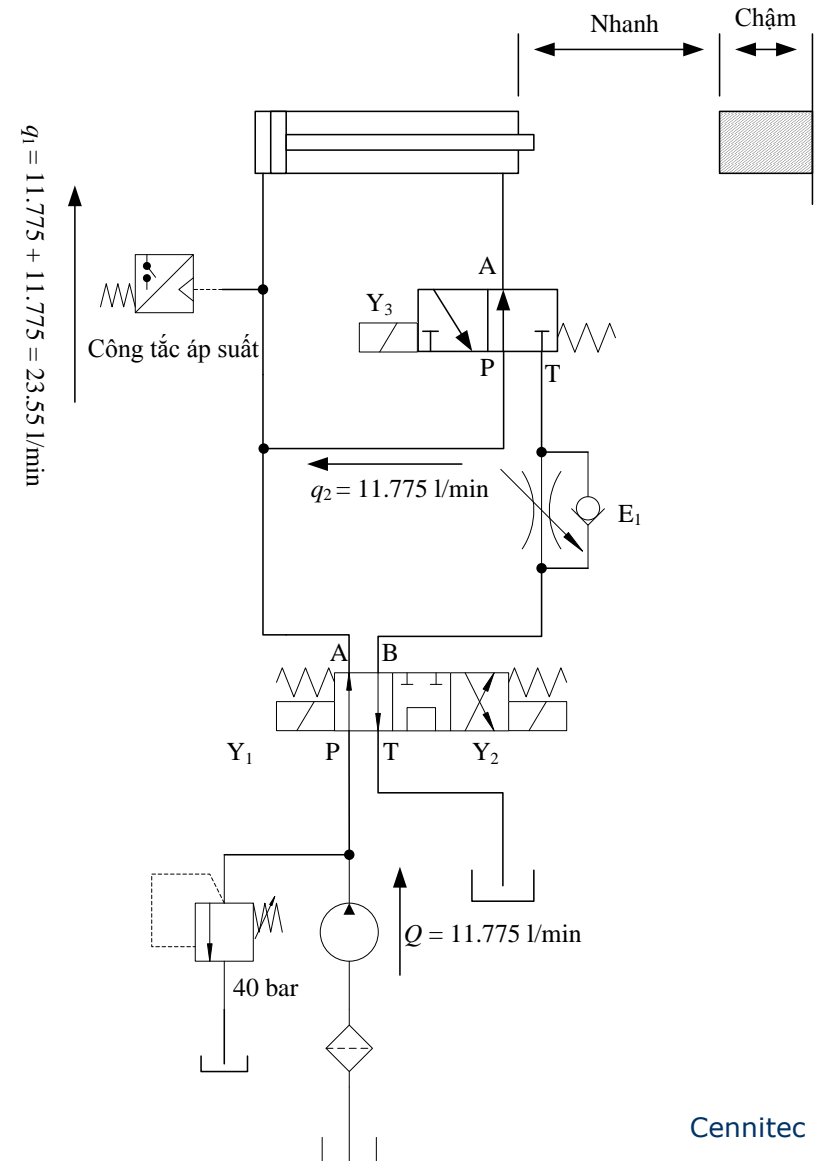 Nhanh
Chậm
q₁ = 11.775 + 11.775 = 23.55 l/min
A
Y₃
Công tắc áp suất
P
T
q₂ = 11.775 l/min
E₁
A
B
Y₁
P
T
Y₂
Q = 11.775 l/min
40 bar
Cennitec